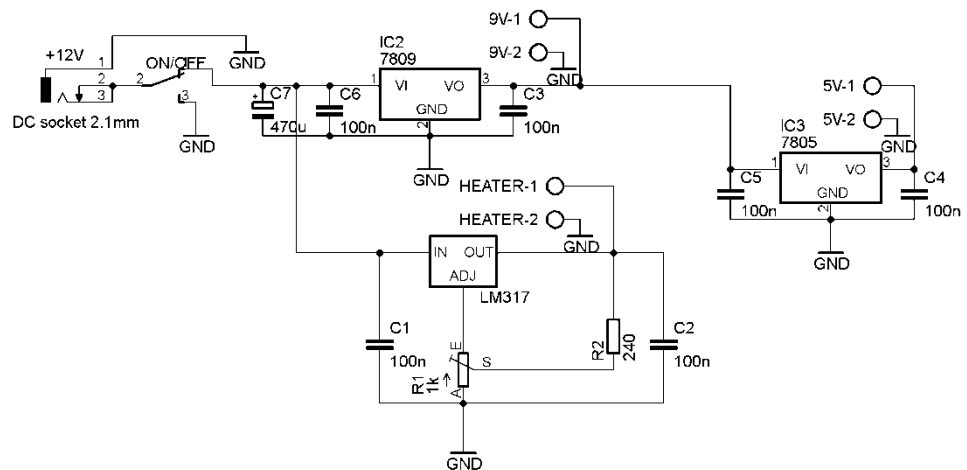 +12V
1
2
3
DC socket 2.1mm
ON/OFF
2
3
GND
GND
C7
+
470u
C6
100n
IC2
7809
1
VI
VO
3
GND
2
GND
C3
100n
9V-1
9V-2
GND
5V-1
5V-2
GND
IC3
7805
1
VI
VO
3
GND
2
GND
C5
100n
C4
100n
HEATER-1
HEATER-2
GND
IN
OUT
ADJ
LM317
C1
100n
E
S
A
R1
1k
R2
240
C2
100n
GND